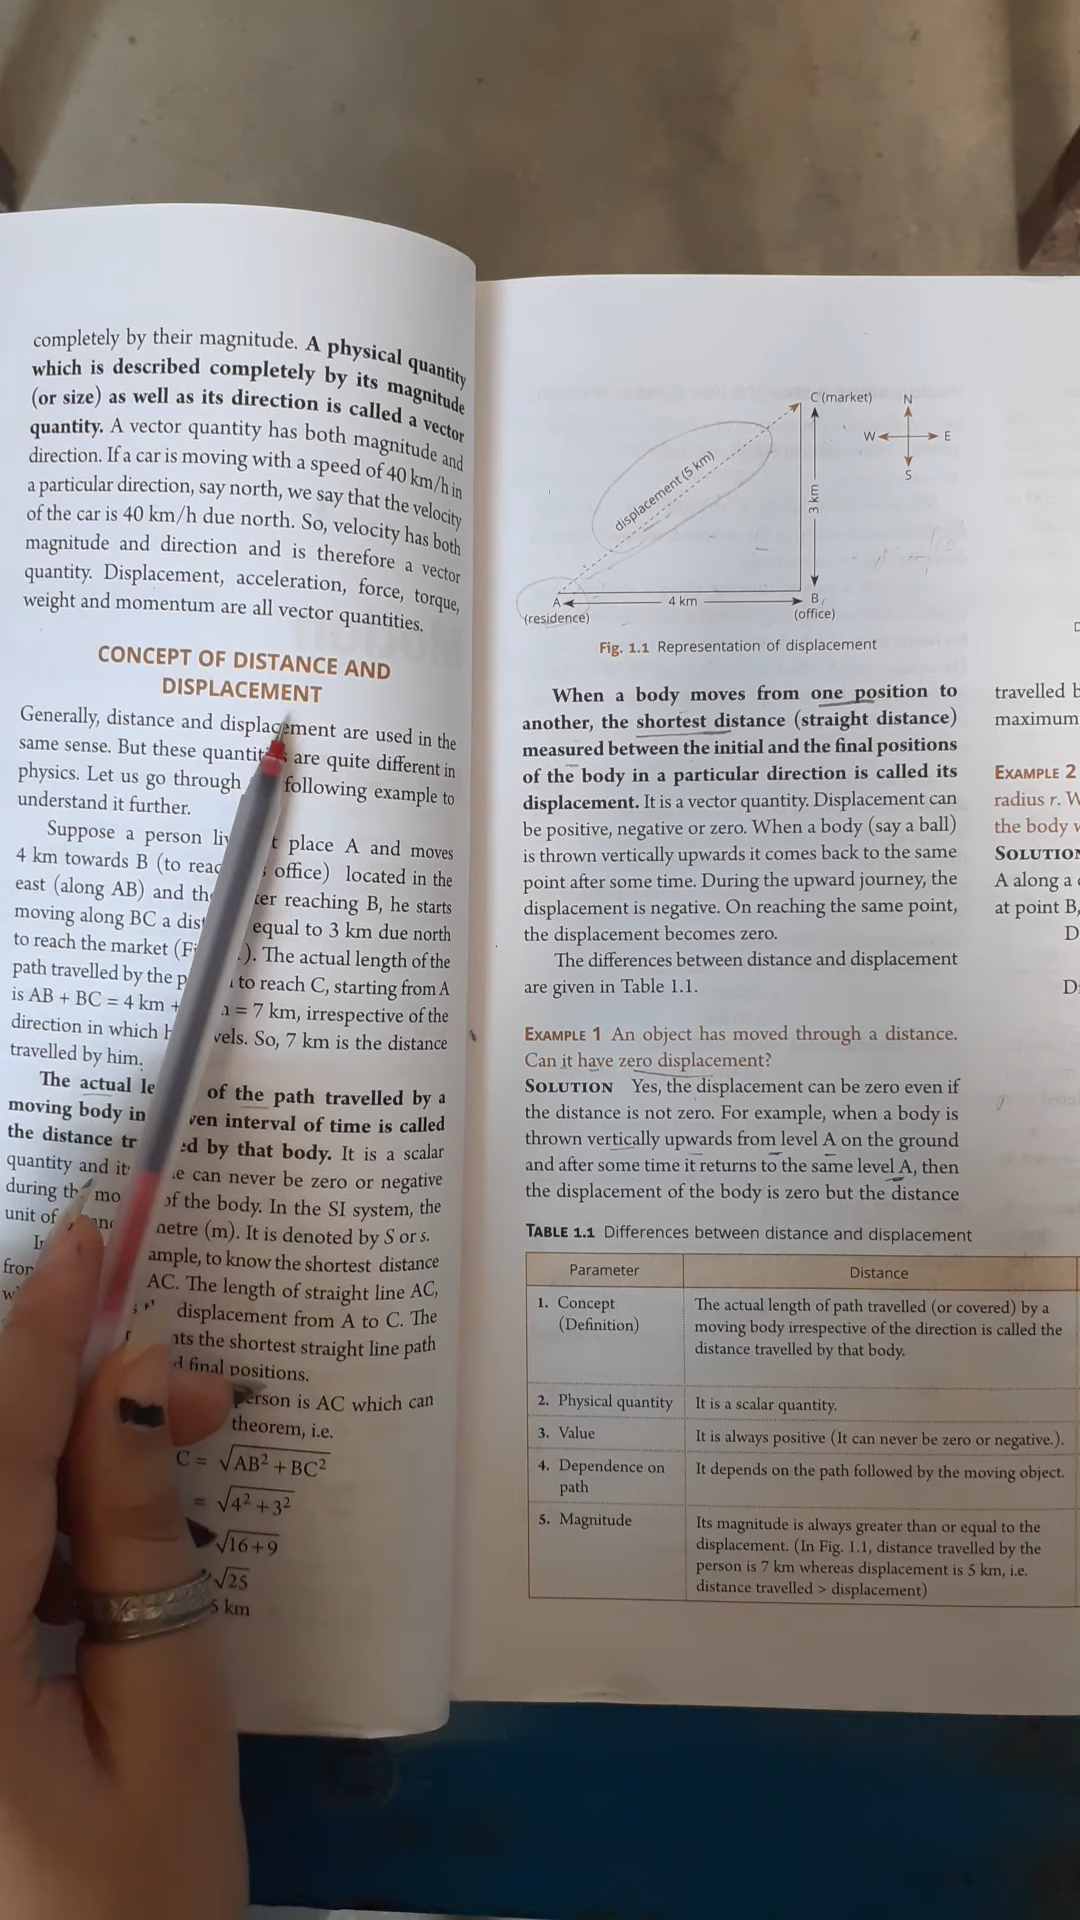 completely by their magnitude. A physical quantity
which is described completely by its magnitude
(or size) as well as its direction is called a vector
quantity. A vector quantity has both magnitude and
direction. If a car is moving with a speed of 40 km/h in
a particular direction, say north, we say that the velocity
of the car is 40 km/h due north. So, velocity has both
magnitude and direction and is therefore a vector
quantity. Displacement, acceleration, force, torque,
weight and momentum are all vector quantities.
CONCEPT OF DISTANCE AND
DISPLACEMENT
Generally, distance and displacement are used in the
same sense. But these are quite different in
physics. Let us go through following example to
understand it further.
Suppose a person place A and moves
4 km towards B (to office) located in the
east (along AB) and reaching B, he starts
moving along BC a equal to 3 km due north
to reach the market The actual length of the
path travelled by the to reach C, starting from A
is AB + BC = 4 km + = 7 km, irrespective of the
direction in which So, 7 km is the distance
travelled by him.
The actual of the path travelled by a
moving body in interval of time is called
the distance by that body. It is a scalar
quantity and can never be zero or negative
during of the body. In the SI system, the
unit of (m). It is denoted by S or s.
to know the shortest distance
AC. The length of straight line AC,
displacement from A to C. The
the shortest straight line path
final positions.
person is AC which can
theorem, i.e.
C = √AB² + BC²
= √4² + 3²
√16+9
√25
5 km
C (market)
N
W
E
S
displacement (5 km)
3 km
A
4 km
B
(residence)
(office)
Fig. 1.1 Representation of displacement
When a body moves from one position to
another, the shortest distance (straight distance)
measured between the initial and the final positions
of the body in a particular direction is called its
displacement. It is a vector quantity. Displacement can
be positive, negative or zero. When a body (say a ball)
is thrown vertically upwards it comes back to the same
point after some time. During the upward journey, the
displacement is negative. On reaching the same point,
the displacement becomes zero.
The differences between distance and displacement
are given in Table 1.1.
EXAMPLE 1 An object has moved through a distance.
Can it have zero displacement?
SOLUTION Yes, the displacement can be zero even if
the distance is not zero. For example, when a body is
thrown vertically upwards from level A on the ground
and after some time it returns to the same level A, then
the displacement of the body is zero but the distance
TABLE 1.1 Differences between distance and displacement
Parameter Distance
1. Concept (Definition) The actual length of path travelled (or covered) by a
moving body irrespective of the direction is called the
distance travelled by that body.
2. Physical quantity It is a scalar quantity.
3. Value It is always positive (It can never be zero or negative.).
4. Dependence on path It depends on the path followed by the moving object.
5. Magnitude Its magnitude is always greater than or equal to the
displacement. (In Fig. 1.1, distance travelled by the
person is 7 km whereas displacement is 5 km, i.e.
distance travelled > displacement)
travelled
maximum
EXAMPLE 2
radius r.
the body
SOLUTION
A along a
at point B,